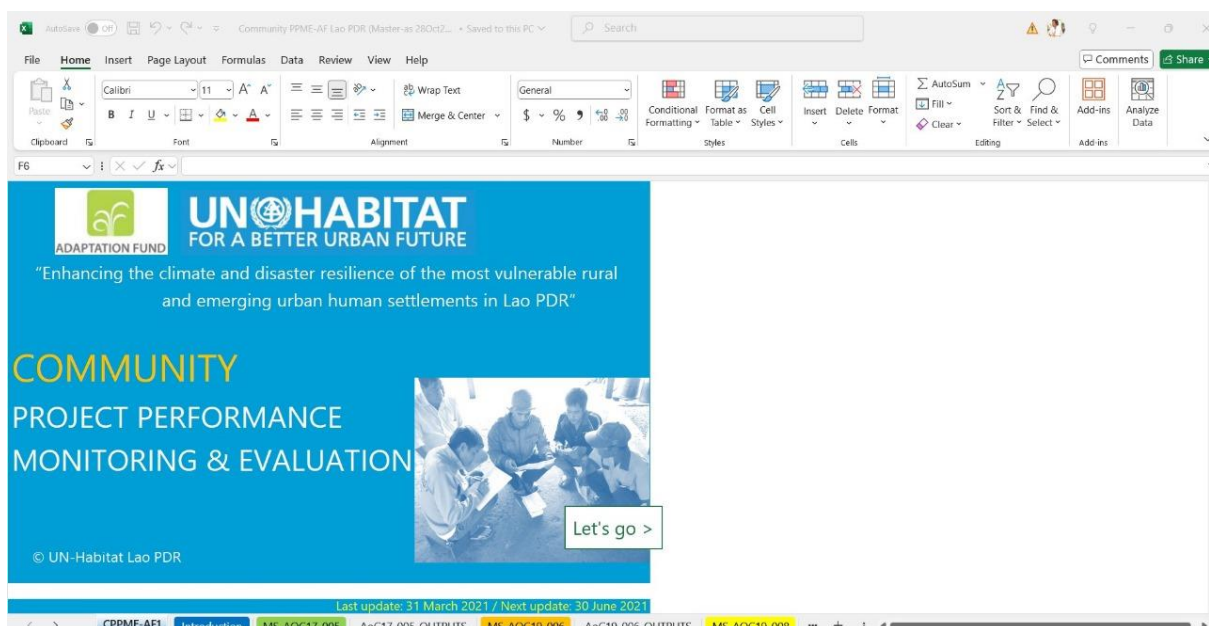 AutoSave Off Community PPME-AF Lao PDR (Master-as 28Oct2... • Saved to this PC Search
File Home Insert Page Layout Formulas Data Review View Help Comments Share
Paste Calibri 11 A A Wrap Text General Conditional Formatting Format as Table Cell Styles Insert Delete Format AutoSum Fill Clear Sort & Filter Find & Select Add-ins Analyze Data
B I U A Merge & Center $ % 9
Clipboard Font Alignment Number Styles Cells Editing Add-ins
F6 fx
ADAPTATION FUND
UN HABITAT
FOR A BETTER URBAN FUTURE
“Enhancing the climate and disaster resilience of the most vulnerable rural
and emerging urban human settlements in Lao PDR”
COMMUNITY
PROJECT PERFORMANCE
MONITORING & EVALUATION
Let's go >
© UN-Habitat Lao PDR
Last update: 31 March 2021 / Next update: 30 June 2021
CPPME-AF1 Introduction MS-AOC17-005 AoC17-005-OUTPUTS MS-AOC19-006 AoC19-006-OUTPUTS MS-AOC19-008